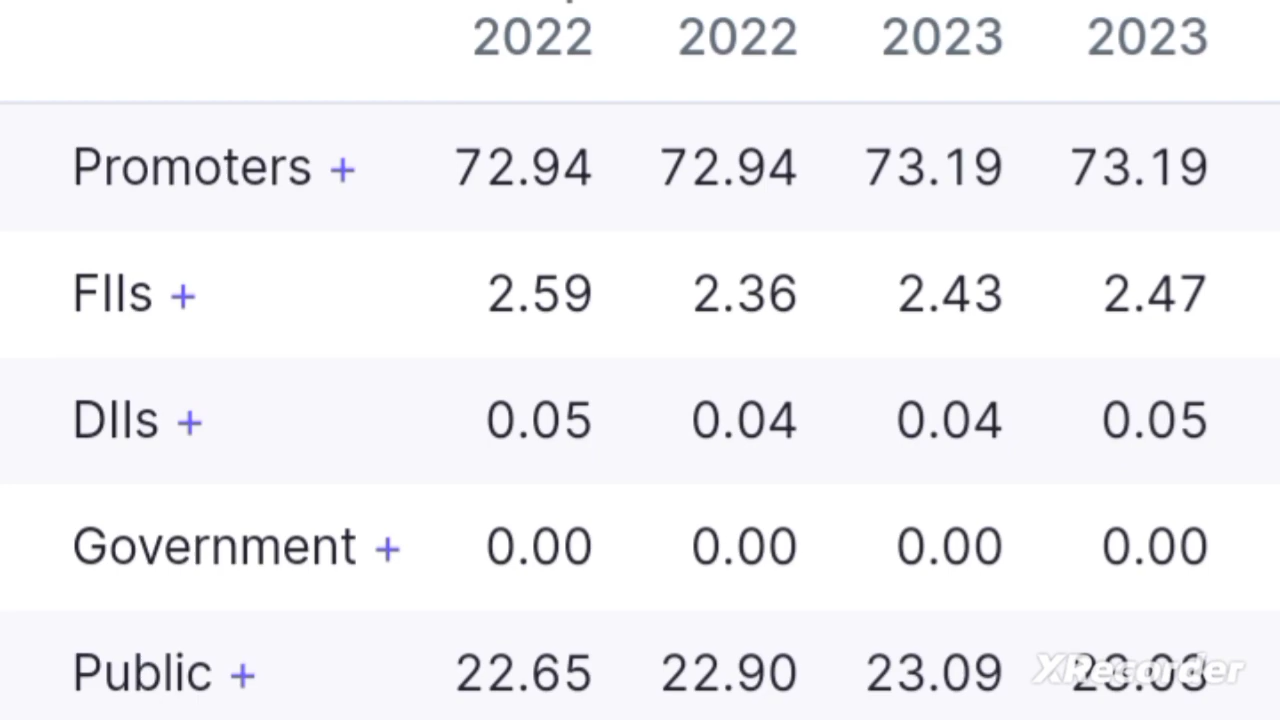 2022 2022 2023 2023
Promoters + 72.94 72.94 73.19 73.19
FIIs + 2.59 2.36 2.43 2.47
DIIs + 0.05 0.04 0.04 0.05
Government + 0.00 0.00 0.00 0.00
Public + 22.65 22.90 23.09
XRecorder